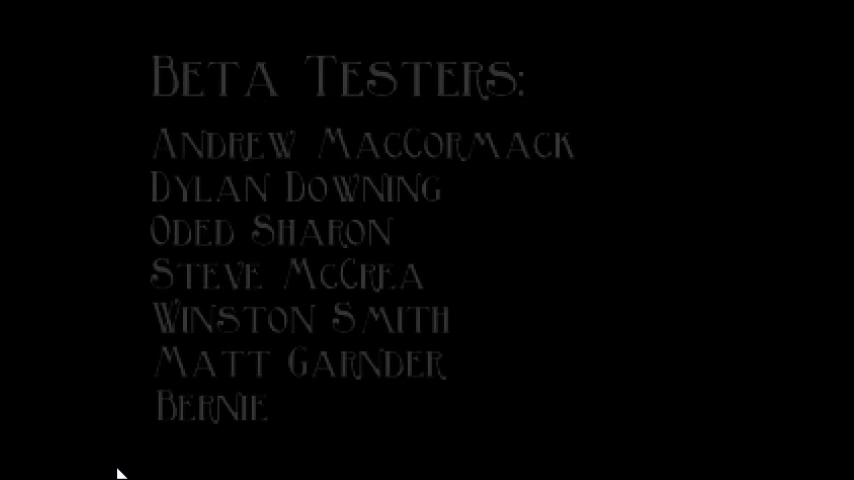 Beta Testers:
Andrew MacCormack
Dylan Downing
Oded Sharon
Steve McCrea
Winston Smith
Matt Garnder
Bernie